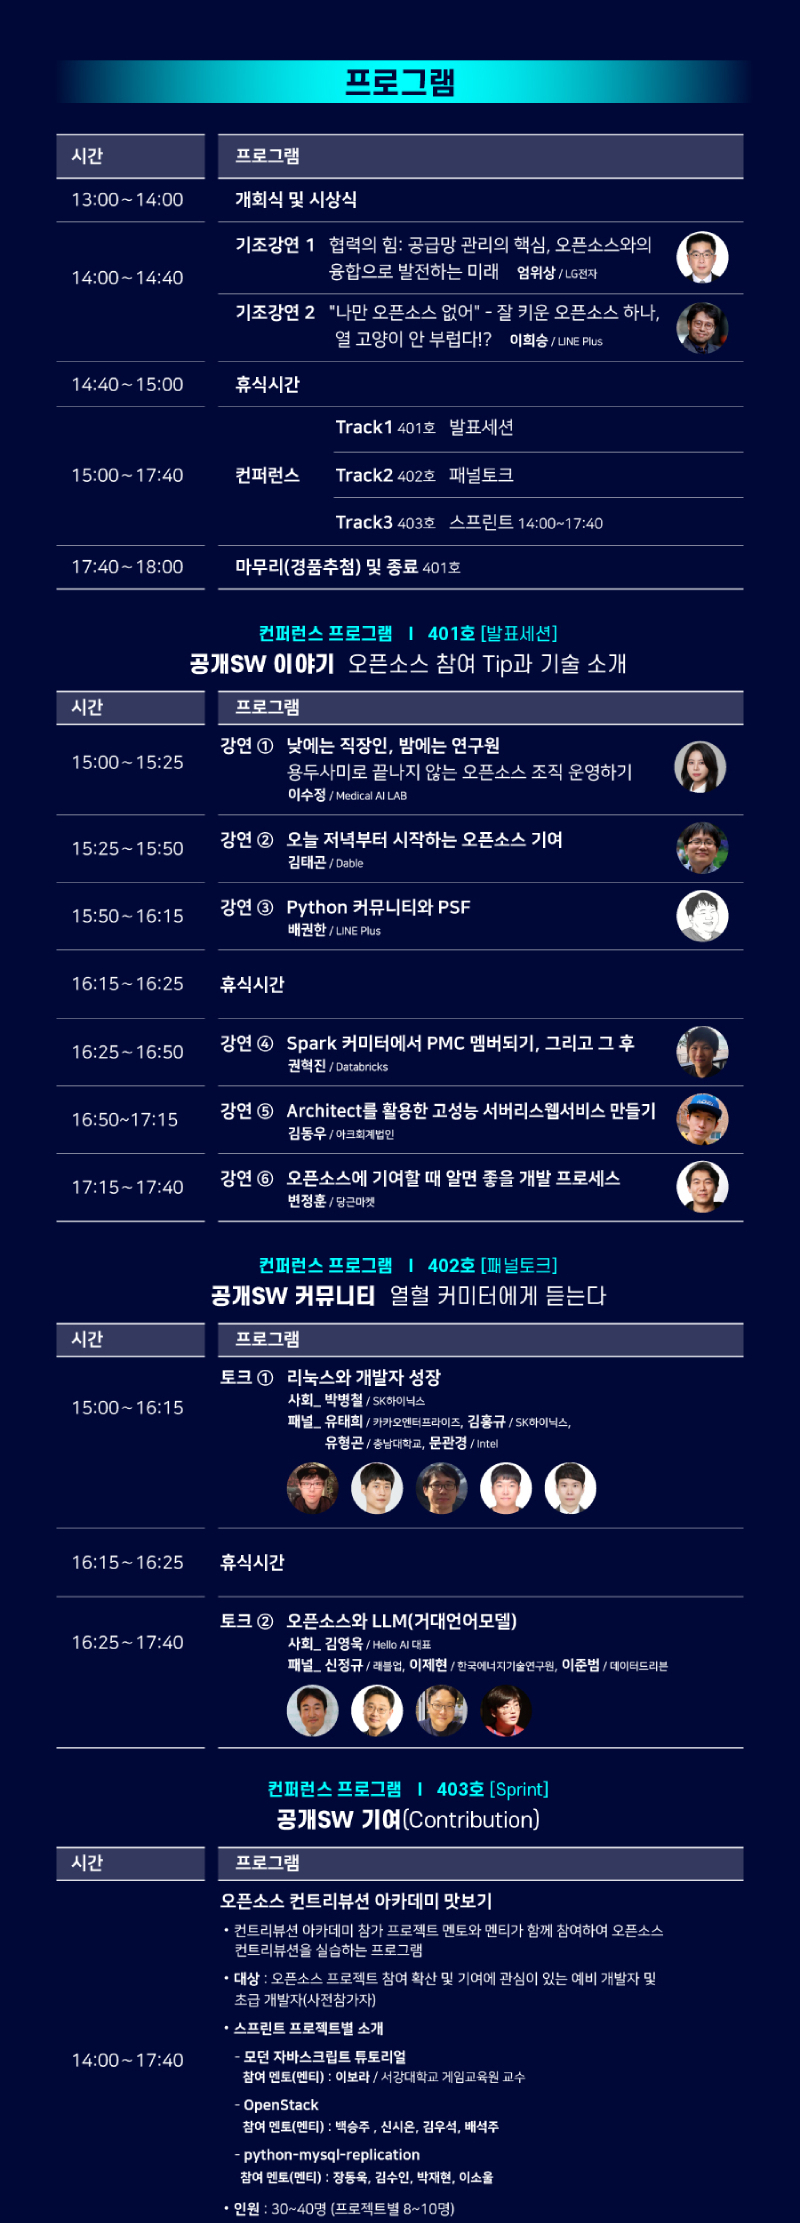 프로그램
시간 프로그램
13:00~14:00 개회식 및 시상식
14:00~14:40
기조강연 1 협력의 힘: 공급망 관리의 핵심, 오픈소스와의
융합으로 발전하는 미래 엄위상 / LG전자
기조강연 2 "나만 오픈소스 없어" - 잘 키운 오픈소스 하나,
열 고양이 안 부럽다!? 이희승 / LINE Plus
14:40~15:00 휴식시간
15:00~17:40 컨퍼런스
Track1 401호 발표세션
Track2 402호 패널토크
Track3 403호 스프린트 14:00~17:40
17:40~18:00 마무리(경품추첨) 및 종료 401호
컨퍼런스 프로그램 I 401호 [발표세션]
공개SW 이야기 오픈소스 참여 Tip과 기술 소개
시간 프로그램
15:00~15:25
강연 ① 낮에는 직장인, 밤에는 연구원
용두사미로 끝나지 않는 오픈소스 조직 운영하기
이수정 / Medical AI LAB
15:25~15:50
강연 ② 오늘 저녁부터 시작하는 오픈소스 기여
김태곤 / Dable
15:50~16:15
강연 ③ Python 커뮤니티와 PSF
배권한 / LINE Plus
16:15~16:25 휴식시간
16:25~16:50
강연 ④ Spark 커미터에서 PMC 멤버되기, 그리고 그 후
권혁진 / Databricks
16:50~17:15
강연 ⑤ Architect를 활용한 고성능 서버리스웹서비스 만들기
김동우 / 아크회계법인
17:15~17:40
강연 ⑥ 오픈소스에 기여할 때 알면 좋을 개발 프로세스
변정훈 / 당근마켓
컨퍼런스 프로그램 I 402호 [패널토크]
공개SW 커뮤니티 열혈 커미터에게 듣는다
시간 프로그램
15:00~16:15
토크 ① 리눅스와 개발자 성장
사회_ 박병철 / SK하이닉스
패널_ 유태희 / 카카오엔터프라이즈, 김홍규 / SK하이닉스,
유형곤 / 충남대학교, 문관경 / Intel
16:15~16:25 휴식시간
16:25~17:40
토크 ② 오픈소스와 LLM(거대언어모델)
사회_ 김영욱 / Hello AI 대표
패널_ 신정규 / 래블업, 이제현 / 한국에너지기술연구원, 이준범 / 데이터드리븐
컨퍼런스 프로그램 I 403호 [Sprint]
공개SW 기여(Contribution)
시간 프로그램
14:00~17:40
오픈소스 컨트리뷰션 아카데미 맛보기
• 컨트리뷰션 아카데미 참가 프로젝트 멘토와 멘티가 함께 참여하여 오픈소스
컨트리뷰션을 실습하는 프로그램
• 대상 : 오픈소스 프로젝트 참여 확산 및 기여에 관심이 있는 예비 개발자 및
초급 개발자(사전참가자)
• 스프린트 프로젝트별 소개
- 모던 자바스크립트 튜토리얼
참여 멘토(멘티) : 이보라 / 서강대학교 게임교육원 교수
- OpenStack
참여 멘토(멘티) : 백승주 , 신시온, 김우석, 배석주
- python-mysql-replication
참여 멘토(멘티) : 장동욱, 김수인, 박재현, 이소울
• 인원 : 30~40명 (프로젝트별 8~10명)